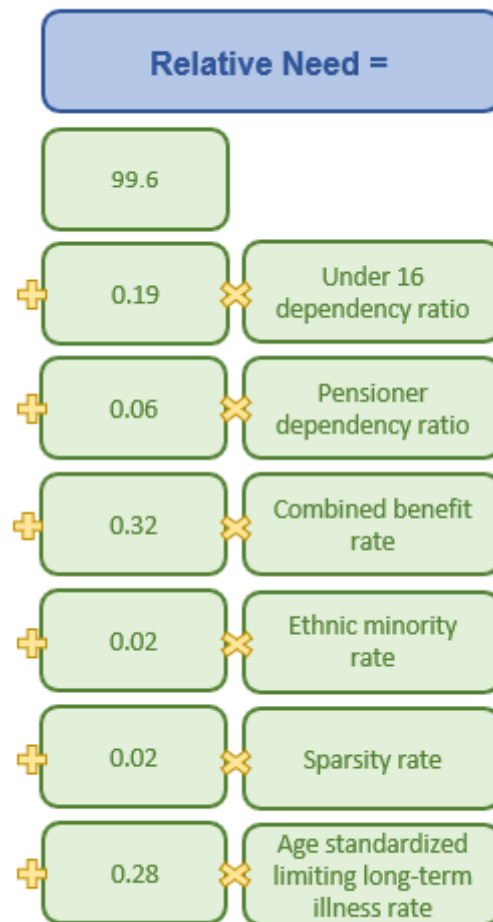 Relative Need =
99.6
0.19
Under 16
dependency ratio
0.06
Pensioner
dependency ratio
0.32
Combined benefit
rate
0.02
Ethnic minority
rate
0.02
Sparsity rate
0.28
Age standardized
limiting long-term
illness rate